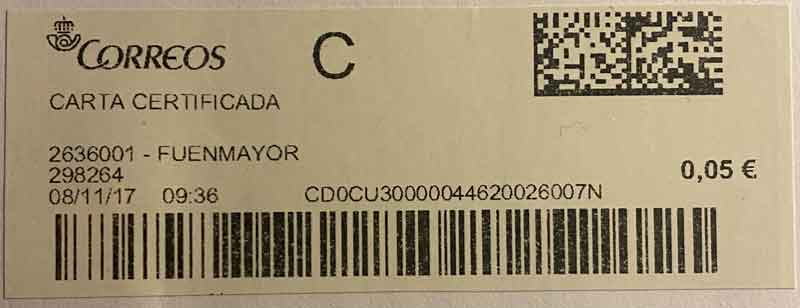 CORREOS
C
CARTA CERTIFICADA
2636001 - FUENMAYOR
298264
0,05 €
08/11/17 09:36 CD0CU30000044620026007N